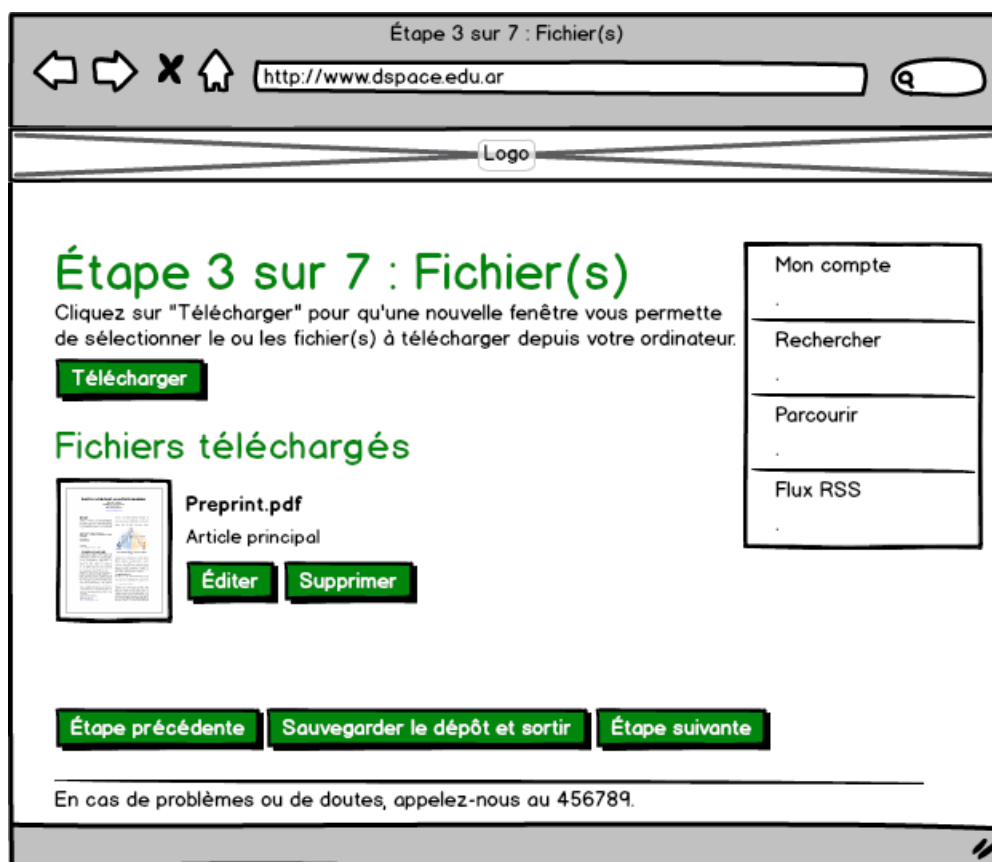 Étape 3 sur 7 : Fichier(s)
http://www.dspace.edu.ar
Logo
Étape 3 sur 7 : Fichier(s)
Cliquez sur "Télécharger" pour qu'une nouvelle fenêtre vous permette
de sélectionner le ou les fichier(s) à télécharger depuis votre ordinateur.
Télécharger
Fichiers téléchargés
Preprint.pdf
Article principal
Éditer Supprimer
Mon compte
.
Rechercher
.
Parcourir
.
Flux RSS
.
Étape précédente Sauvegarder le dépôt et sortir Étape suivante
En cas de problèmes ou de doutes, appelez-nous au 456789.